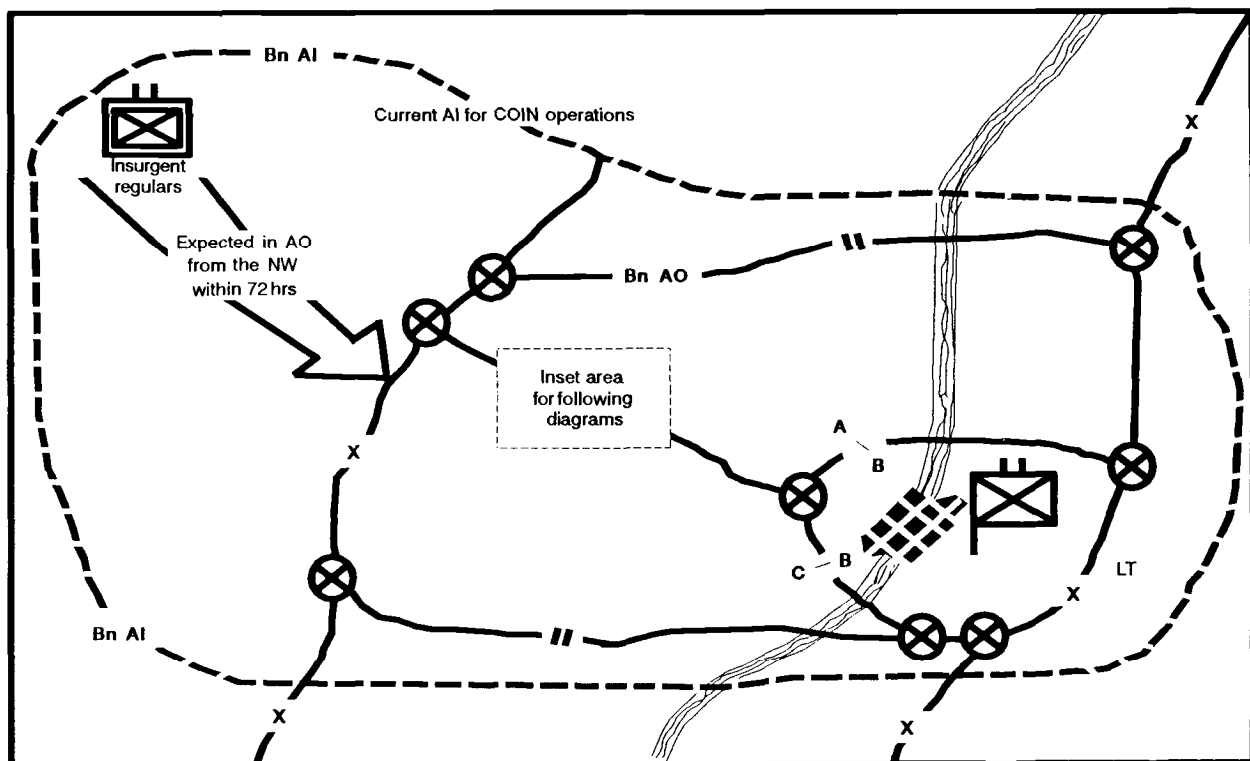 Bn AI
Current AI for COIN operations
X
Insurgent
regulars
Expected in AO
from the NW
within 72 hrs
Bn AO
Inset area
for following
diagrams
A
B
X
C
B
LT
X
Bn AI
X
X